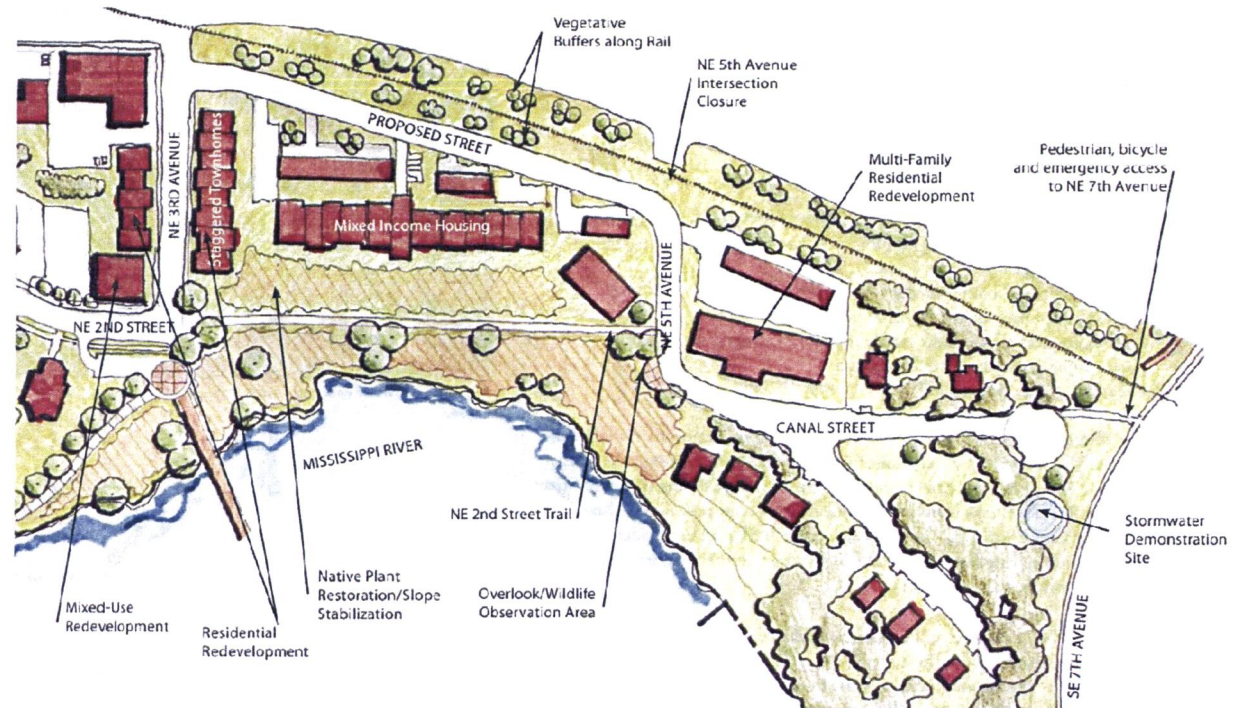 Vegetative
Buffers along Rail
NE 5th Avenue
Intersection
Closure
PROPOSED STREET
Multi-Family
Residential
Redevelopment
Pedestrian, bicycle
and emergency access
to NE 7th Avenue
NE 3RD AVENUE
Staggered Townhomes
Mixed Income Housing
NE 5TH AVENUE
NE 2ND STREET
CANAL STREET
MISSISSIPPI RIVER
NE 2nd Street Trail
Stormwater
Demonstration
Site
Native Plant
Restoration/Slope
Stabilization
Overlook/Wildlife
Observation Area
Mixed-Use
Redevelopment
Residential
Redevelopment
SE 7TH AVENUE